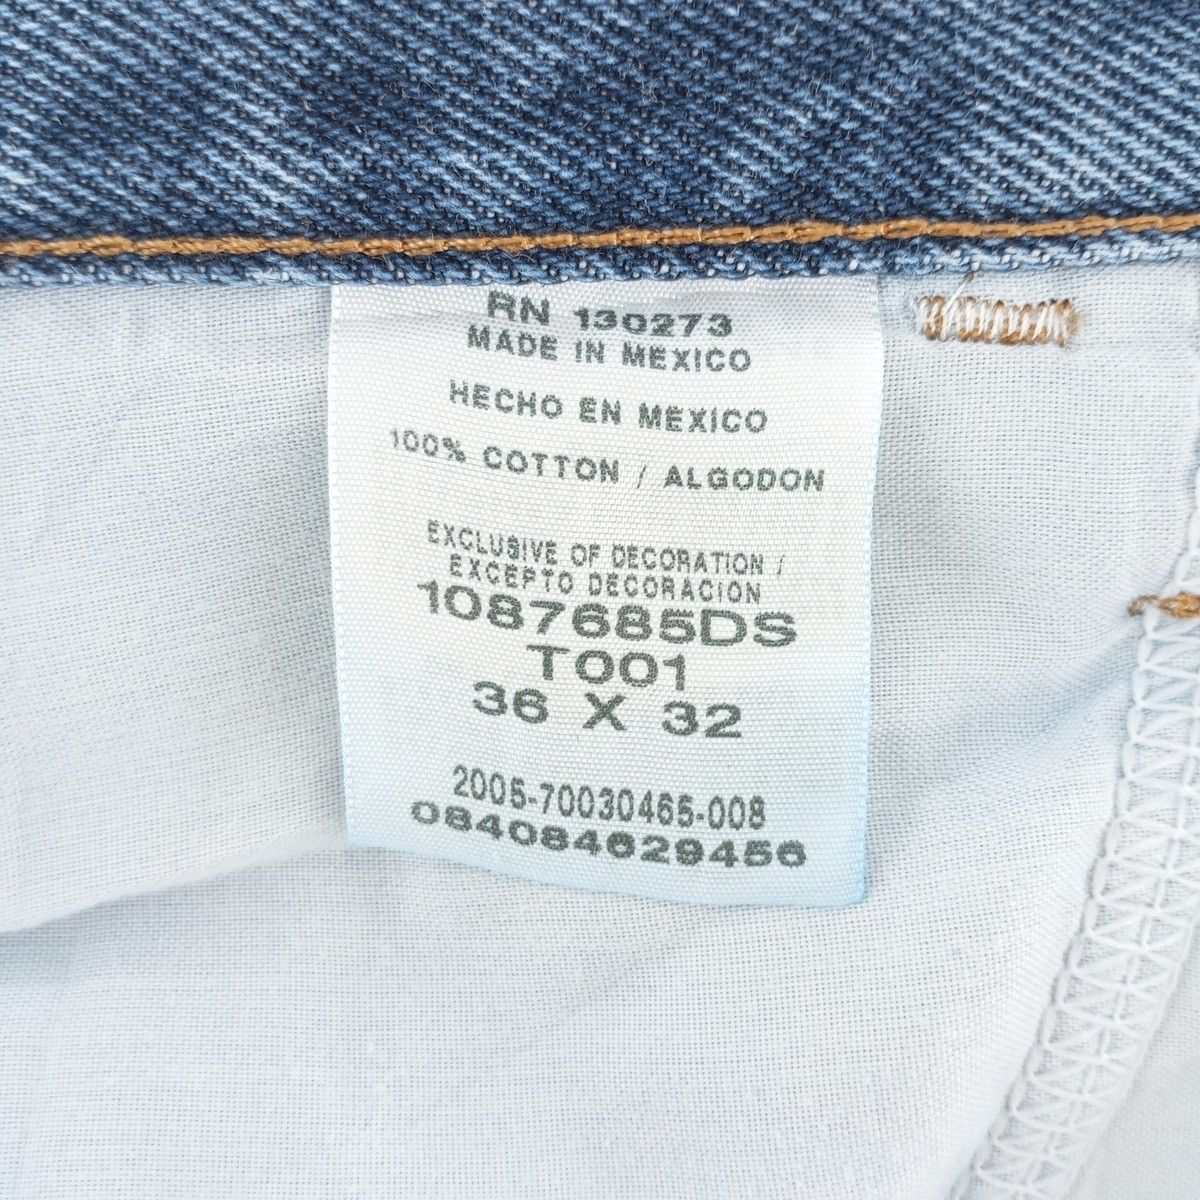 RN 130273
MADE IN MEXICO
HECHO EN MEXICO
100% COTTON / ALGODON
EXCLUSIVE OF DECORATION /
EXCEPTO DECORACION
1087685DS
T001
36 X 32
2005-70030465-008
084084629456